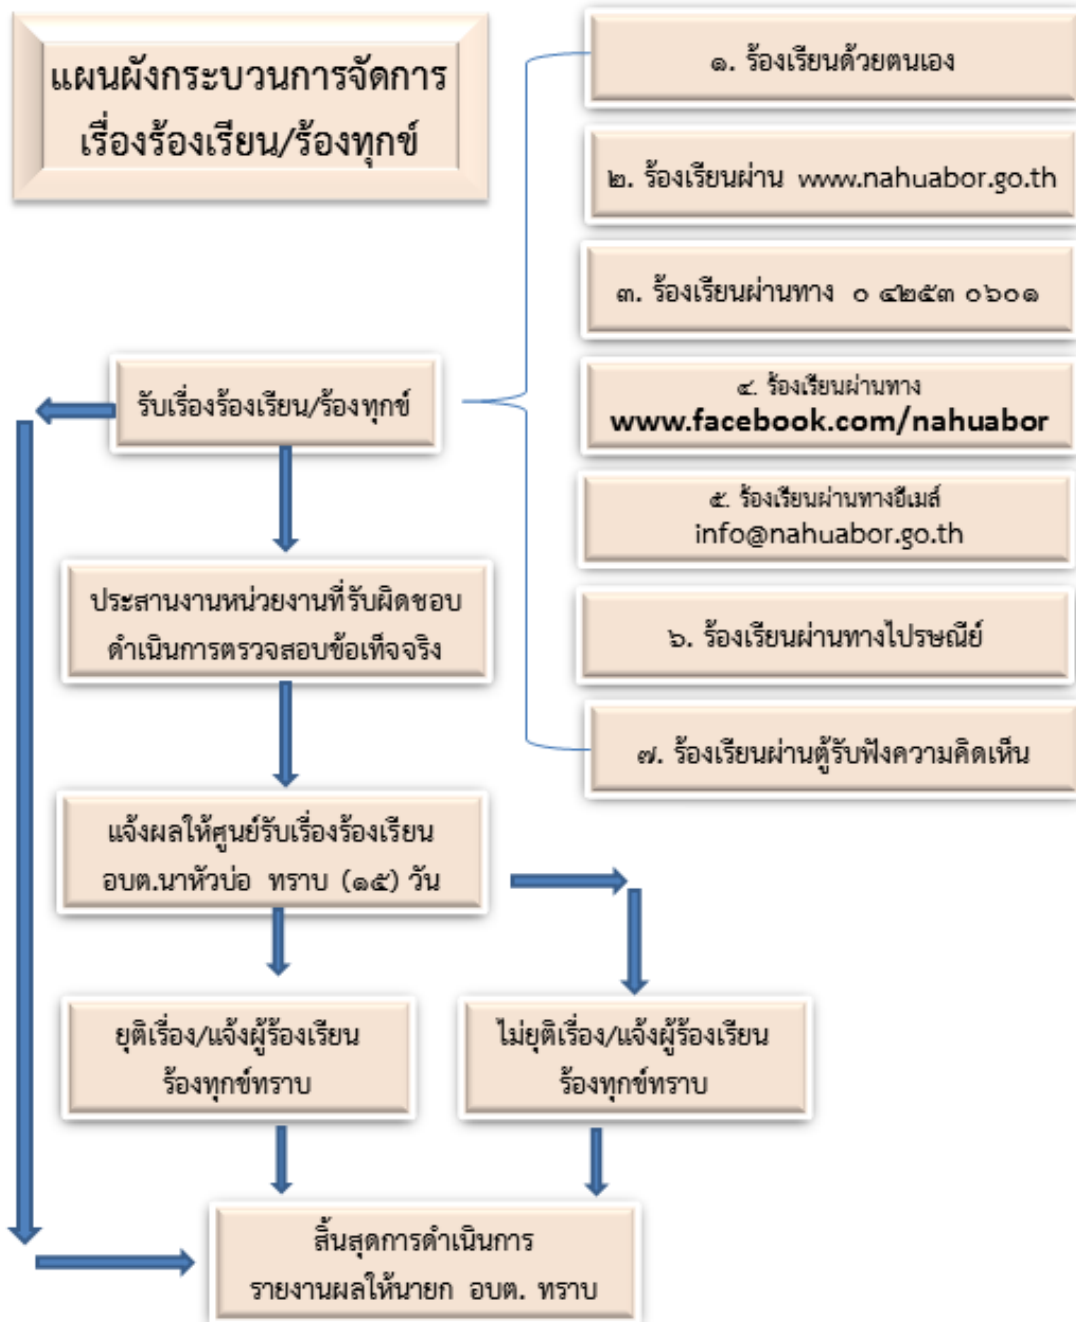 แผนผังกระบวนการจัดการ
เรื่องร้องเรียน/ร้องทุกข์
๑. ร้องเรียนด้วยตนเอง
๒. ร้องเรียนผ่าน www.nahuabor.go.th
๓. ร้องเรียนผ่านทาง ๐ ๔๒๕๓ ๐๖๐๑
๔. ร้องเรียนผ่านทาง
www.facebook.com/nahuabor
๕. ร้องเรียนผ่านทางอีเมล์
info@nahuabor.go.th
๖. ร้องเรียนผ่านทางไปรษณีย์
๗. ร้องเรียนผ่านตู้รับฟังความคิดเห็น
รับเรื่องร้องเรียน/ร้องทุกข์
ประสานงานหน่วยงานที่รับผิดชอบ
ดำเนินการตรวจสอบข้อเท็จจริง
แจ้งผลให้ศูนย์รับเรื่องร้องเรียน
อบต.นาหัวบ่อ ทราบ (๑๕) วัน
ยุติเรื่อง/แจ้งผู้ร้องเรียน
ร้องทุกข์ทราบ
ไม่ยุติเรื่อง/แจ้งผู้ร้องเรียน
ร้องทุกข์ทราบ
สิ้นสุดการดำเนินการ
รายงานผลให้นายก อบต. ทราบ